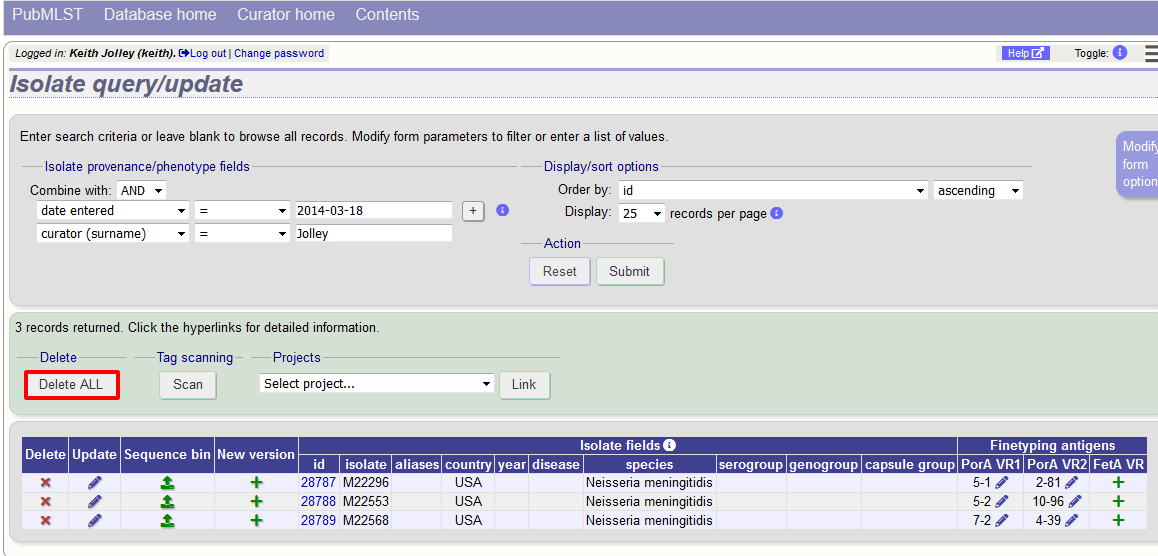 PubMLST Database home Curator home Contents
Logged in: Keith Jolley (keith). Log out | Change password Help Toggle:
Isolate query/update
Enter search criteria or leave blank to browse all records. Modify form parameters to filter or enter a list of values.
Modify
form
option
Isolate provenance/phenotype fields
Combine with: AND
date entered = 2014-03-18 +
curator (surname) = Jolley
Display/sort options
Order by: id ascending
Display: 25 records per page
Action
Reset Submit
3 records returned. Click the hyperlinks for detailed information.
Delete Tag scanning Projects
Delete ALL Scan Select project... Link
Delete Update Sequence bin New version Isolate fields Finetyping antigens
id isolate aliases country year disease species serogroup genogroup capsule group PorA VR1 PorA VR2 FetA VR
28787 M22296 USA Neisseria meningitidis 5-1 2-81
28788 M22553 USA Neisseria meningitidis 5-2 10-96
28789 M22568 USA Neisseria meningitidis 7-2 4-39